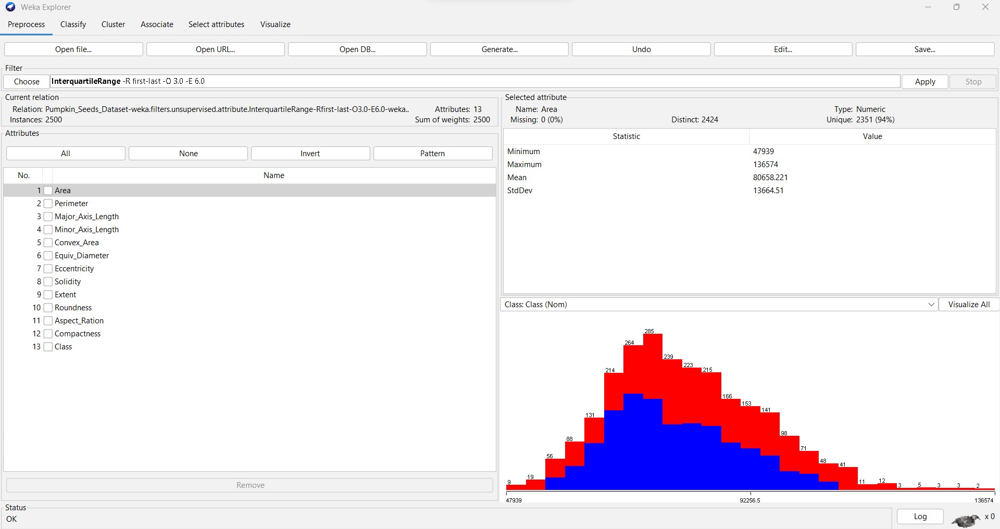 Weka Explorer
Preprocess Classify Cluster Associate Select attributes Visualize
Open file... Open URL... Open DB... Generate... Undo Edit... Save...
Filter
Choose InterquartileRange -R first-last -O 3.0 -E 6.0 Apply Stop
Current relation
Relation: Pumpkin_Seeds_Dataset-weka.filters.unsupervised.attribute.InterquartileRange-Rfirst-last-O3.0-E6.0-weka.. Attributes: 13
Instances: 2500 Sum of weights: 2500
Attributes
All None Invert Pattern
No. Name
1 Area
2 Perimeter
3 Major_Axis_Length
4 Minor_Axis_Length
5 Convex_Area
6 Equiv_Diameter
7 Eccentricity
8 Solidity
9 Extent
10 Roundness
11 Aspect_Ration
12 Compactness
13 Class
Remove
Selected attribute
Name: Area Type: Numeric
Missing: 0 (0%) Distinct: 2424 Unique: 2351 (94%)
Statistic Value
Minimum 47939
Maximum 136574
Mean 80658.221
StdDev 13664.51
Class: Class (Nom) Visualize All
9 19 56 88 131 214 264 285 239 223 215 166 153 141 98 71 48 41 11 12 3 5 3 3 2
47939 92256.5 136574
Status
OK Log x 0